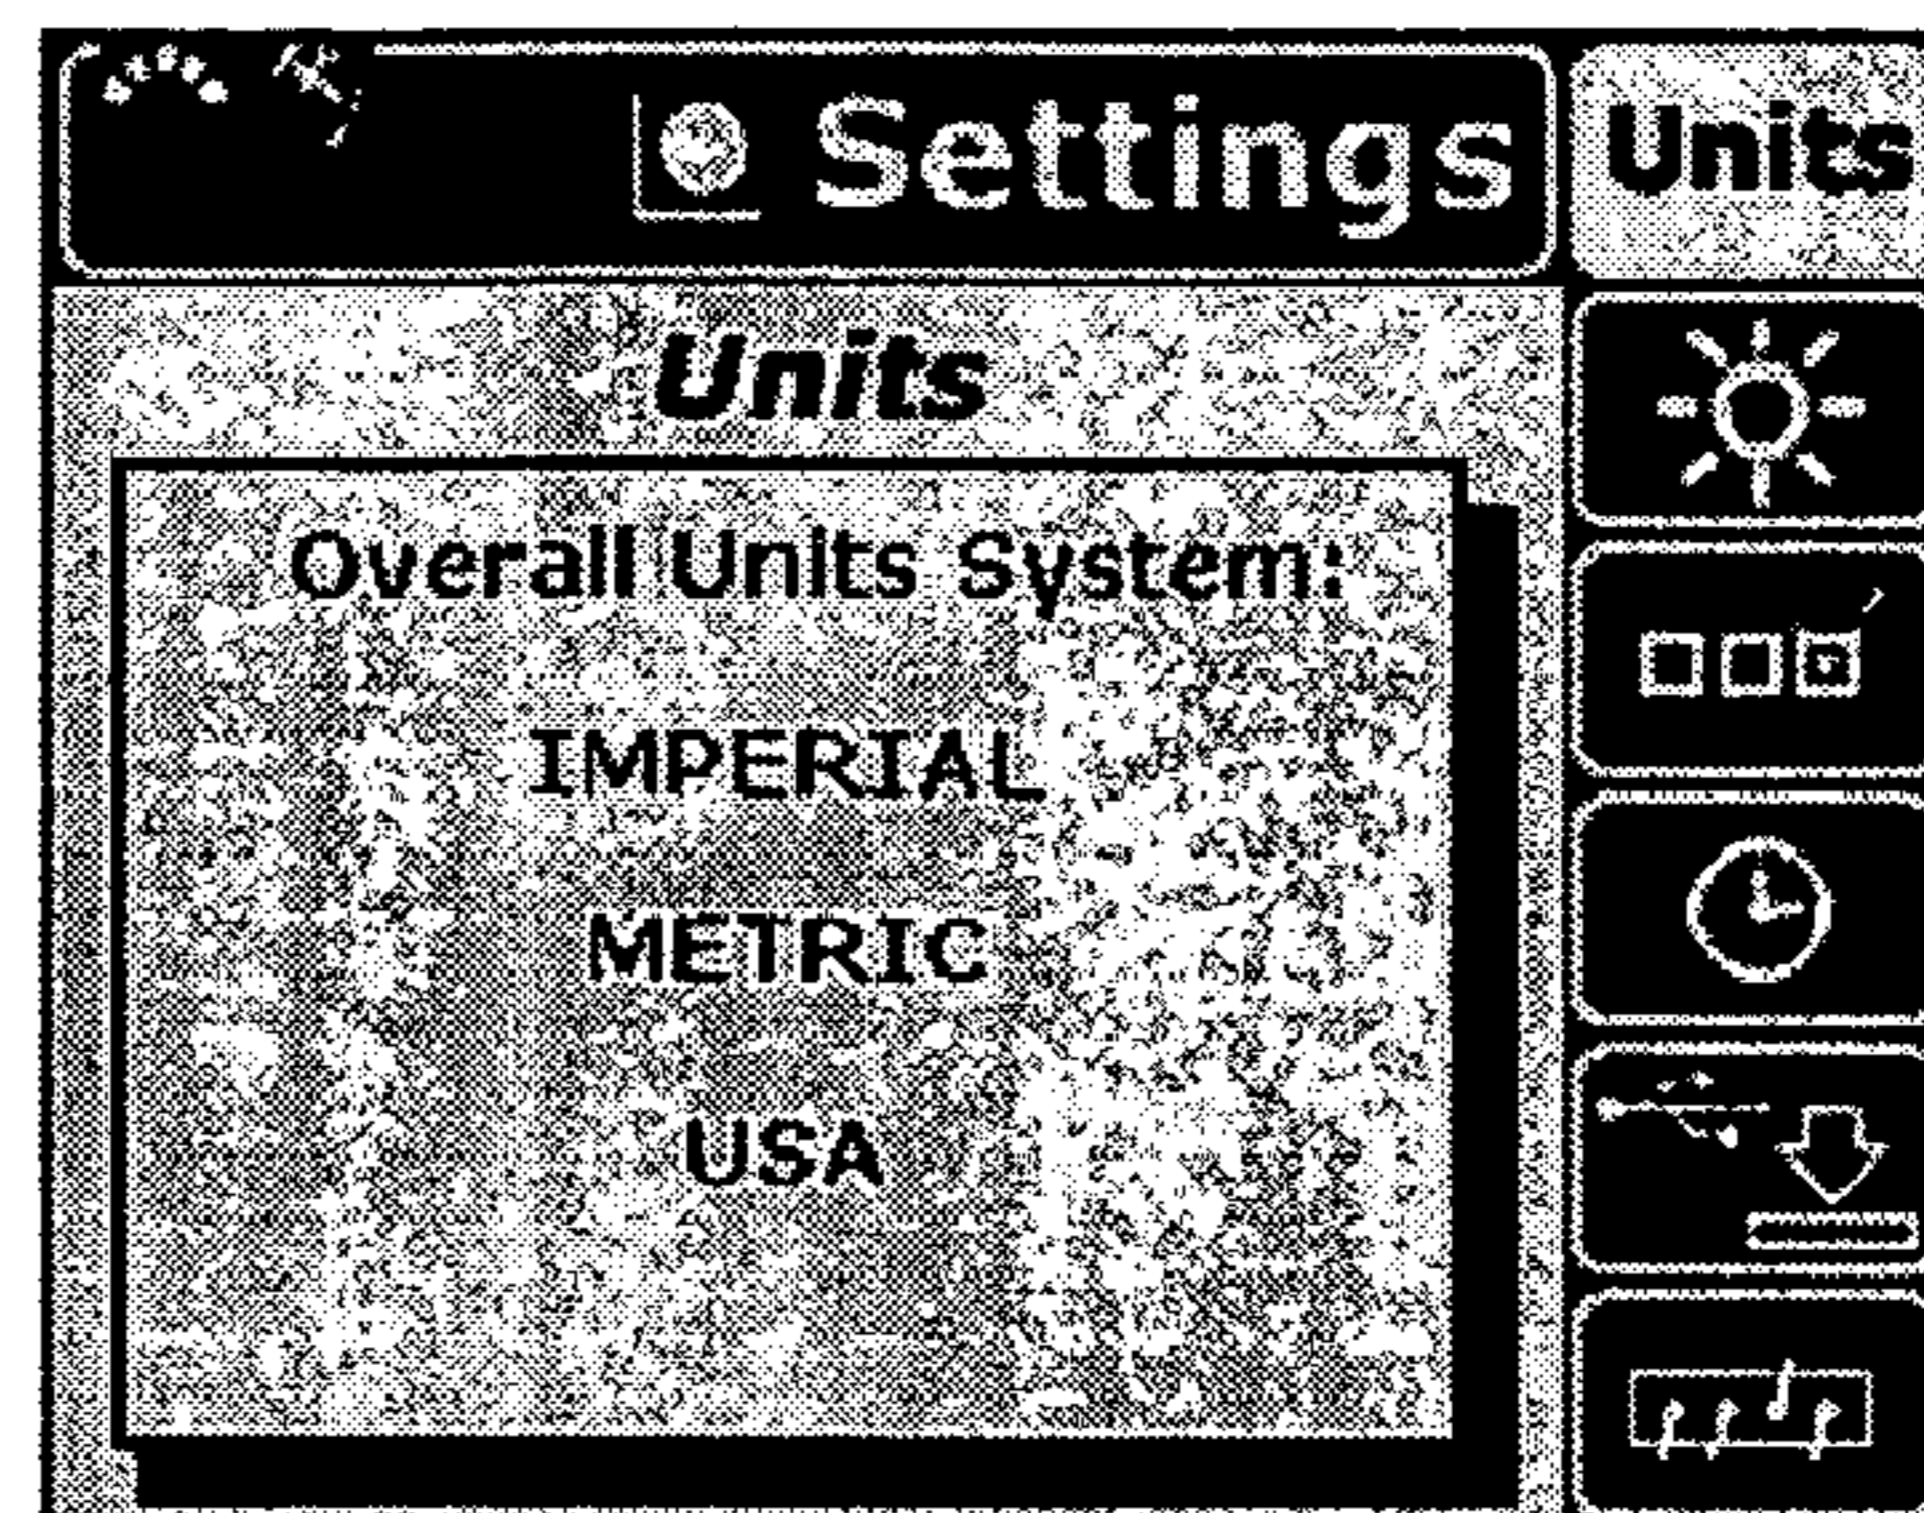 Settings
Units
Units
Overall Units System:
IMPERIAL
METRIC
USA